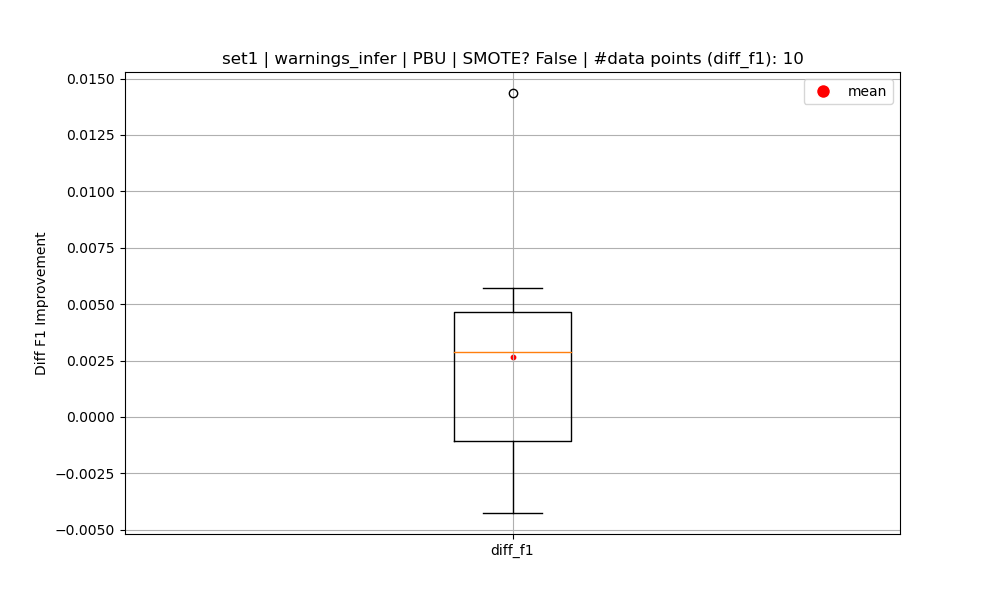 set1 | warnings_infer | PBU | SMOTE? False | #data points (diff_f1): 10
mean
Diff F1 Improvement
0.0150
0.0125
0.0100
0.0075
0.0050
0.0025
0.0000
−0.0025
−0.0050
diff_f1